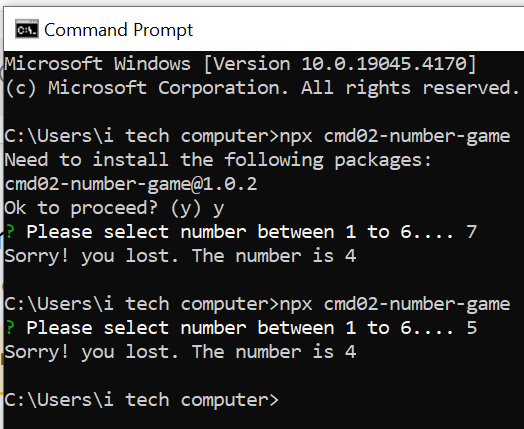 Command Prompt
Microsoft Windows [Version 10.0.19045.4170]
(c) Microsoft Corporation. All rights reserved.
C:\Users\i tech computer>npx cmd02-number-game
Need to install the following packages:
cmd02-number-game@1.0.2
Ok to proceed? (y) y
? Please select number between 1 to 6.... 7
Sorry! you lost. The number is 4
C:\Users\i tech computer>npx cmd02-number-game
? Please select number between 1 to 6.... 5
Sorry! you lost. The number is 4
C:\Users\i tech computer>